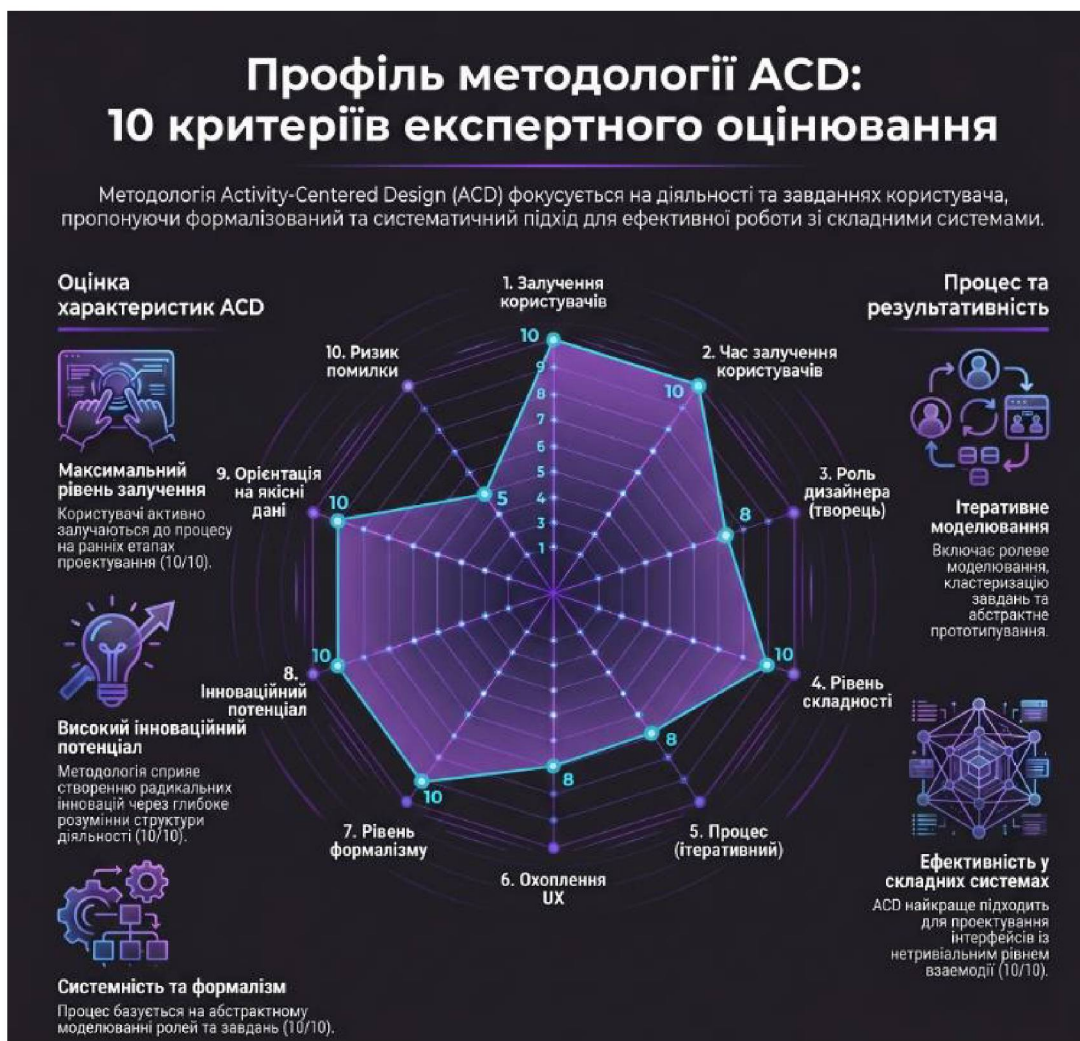 Профіль методології ACD:
10 критеріїв експертного оцінювання
Методологія Activity-Centered Design (ACD) фокусується на діяльності та завданнях користувача,
пропонуючи формалізований та систематичний підхід для ефективної роботи зі складними системами.
Оцінка
характеристик ACD
Максимальний
рівень залучення
Користувачі активно
залучаються до процесу
на ранніх етапах
проектування (10/10).
Високий інноваційний
потенціал
Методологія сприяє
створенню радикальних
інновацій через глибоке
розумінни структури
діяльності (10/10).
Системність та формалізм
Процес базується на абстрактному
моделюванні ролей та завдань (10/10).
1. Залучення
користувачів
10
9
8
7
6
5
4
3
1
2. Час залучення
користувачів
10
3. Роль
дизайнера
(творець)
8
4. Рівень
складності
10
5. Процес
(ітеративний)
8
6. Охоплення
UX
8
7. Рівень
формалізму
10
8.
Інноваційний
потенціал
10
9. Орієнтація
на якісні
дані
10
10. Ризик
помилки
5
Процес та
результативність
Ітеративне
моделювання
Включає ролеве
моделювання,
кластеризацію
завдань та
абстрактне
прототипування.
Ефективність у
складних системах
ACD найкраще підходить
для проектування
інтерфейсів із
нетривіальним рівнем
взаємодії (10/10).